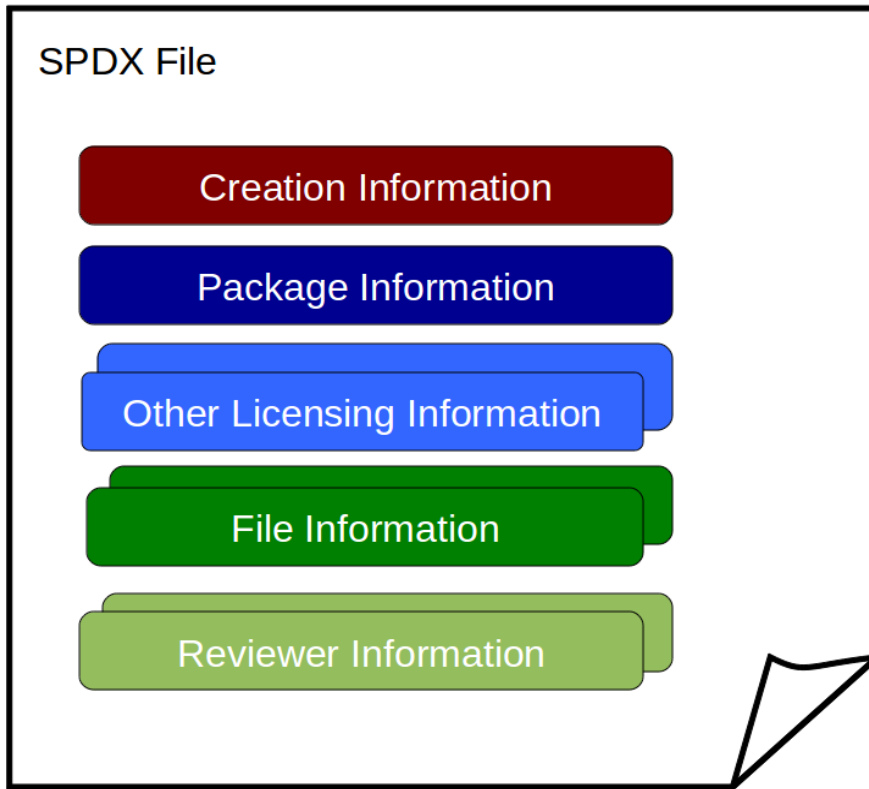 SPDX File
Creation Information
Package Information
Other Licensing Information
File Information
Reviewer Information